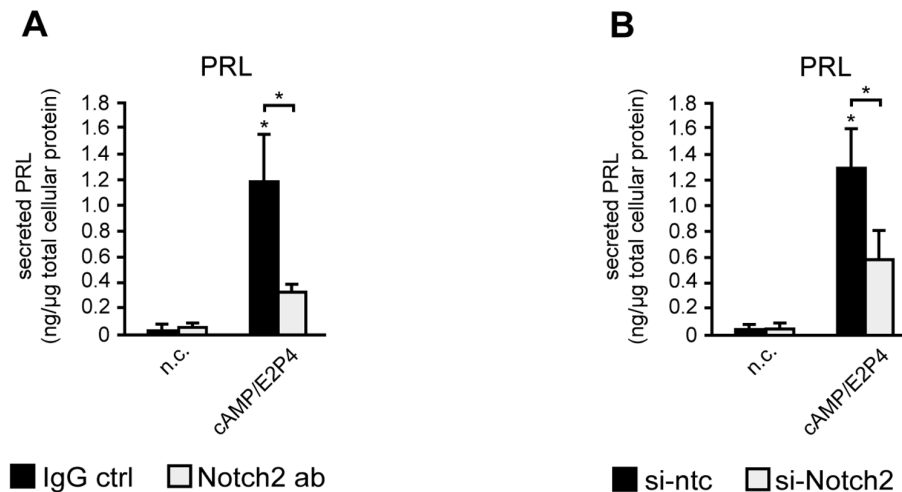 A
PRL
*
*
1.8
1.6
1.4
1.2
1.0
0.8
0.6
0.4
0.2
0
secreted PRL
(ng/µg total cellular protein)
n.c.
cAMP/E2P4
IgG ctrl
Notch2 ab
B
PRL
*
*
1.8
1.6
1.4
1.2
1.0
0.8
0.6
0.4
0.2
0
secreted PRL
(ng/µg total cellular protein)
n.c.
cAMP/E2P4
si-ntc
si-Notch2